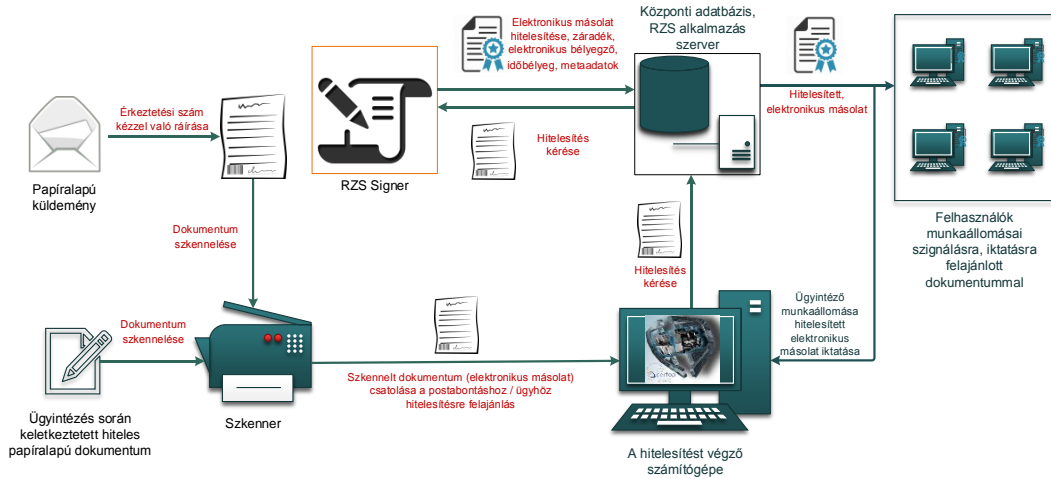 Elektronikus másolat
hitelesítése, záradék,
elektronikus bélyegző,
időbélyeg, metaadatok
Központi adatbázis,
RZS alkalmazás
szerver
Érkeztetési szám
kézzel való ráírása
Hitelesített,
elektronikus másolat
Hitelesítés
kérése
Papíralapú
küldemény
RZS Signer
Dokumentum
szkennelése
Hitelesítés
kérése
Felhasználók
munkaállomásai
szignálásra, iktatásra
felajánlott
dokumentummal
Dokumentum
szkennelése
Ügyintéző
munkaállomása
hitelesített
elektronikus
másolat iktatása
Szkennelt dokumentum (elektronikus másolat)
csatolása a postabontáshoz / ügyhöz
hitelesítésre felajánlás
Ügyintézés során
keletkeztetett hiteles
papíralapú dokumentum
Szkenner
A hitelesítést végző
számítógépe